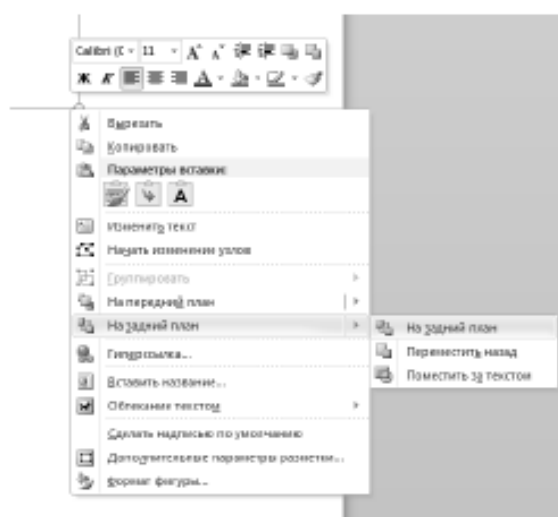 Calibri (С 11
Ж К A
Вырезать
Копировать
Параметры вставки:
A
Изменить текст
Начать изменение узлов
Группировать
На передний план
На задний план
Гиперссылка...
Вставить название...
Обтекание текстом
Сделать надписью по умолчанию
Дополнительные параметры разметки...
Формат фигуры...
На задний план
Переместить назад
Поместить за текстом